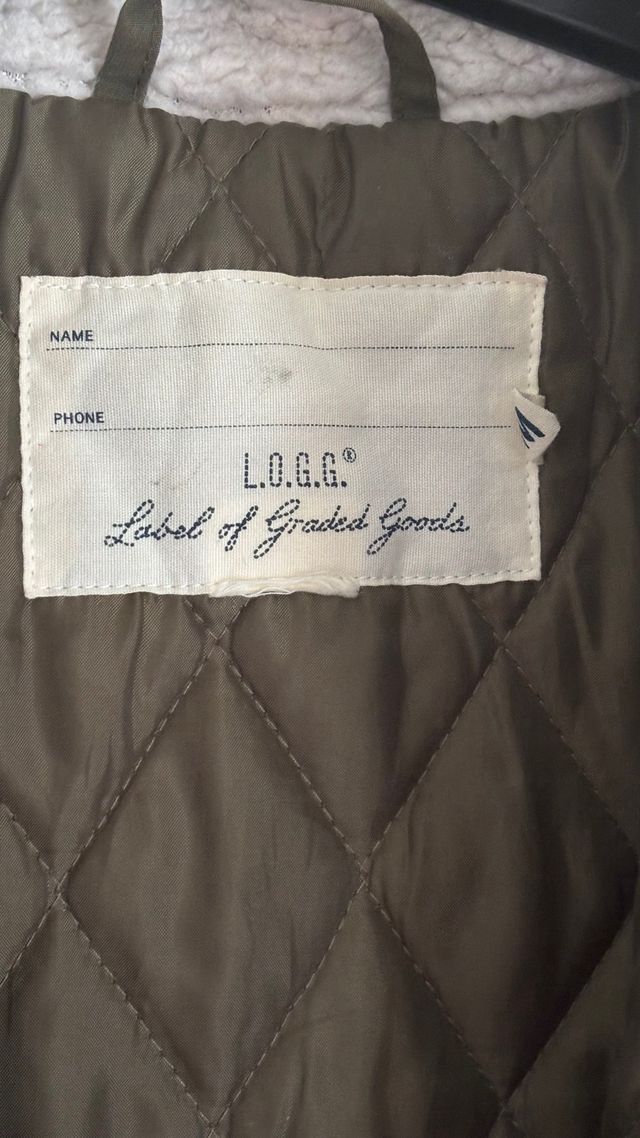 NAME
PHONE
M
L.O.G.G.®
Label of Graded Goods